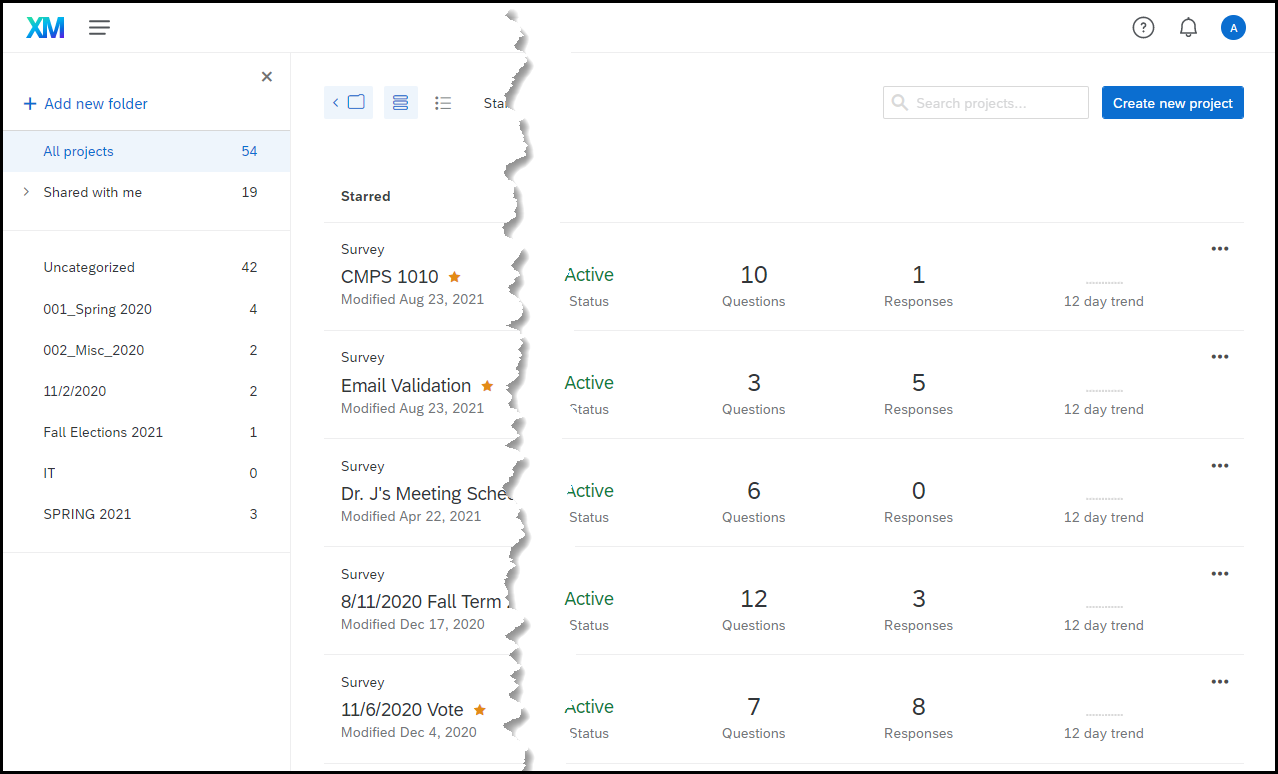 XM
?
A
Add new folder
All projects 54
Shared with me 19
Uncategorized 42
001_Spring 2020 4
002_Misc_2020 2
11/2/2020 2
Fall Elections 2021 1
IT 0
SPRING 2021 3
Search projects...
Create new project
Starred
Survey
CMPS 1010
Modified Aug 23, 2021
Active
Status
10
Questions
1
Responses
12 day trend
Survey
Email Validation
Modified Aug 23, 2021
Active
Status
3
Questions
5
Responses
12 day trend
Survey
Dr. J's Meeting
Modified Apr 22, 2021
Active
Status
6
Questions
0
Responses
12 day trend
Survey
8/11/2020 Fall Term
Modified Dec 17, 2020
Active
Status
12
Questions
3
Responses
12 day trend
Survey
11/6/2020 Vote
Modified Dec 4, 2020
Active
Status
7
Questions
8
Responses
12 day trend